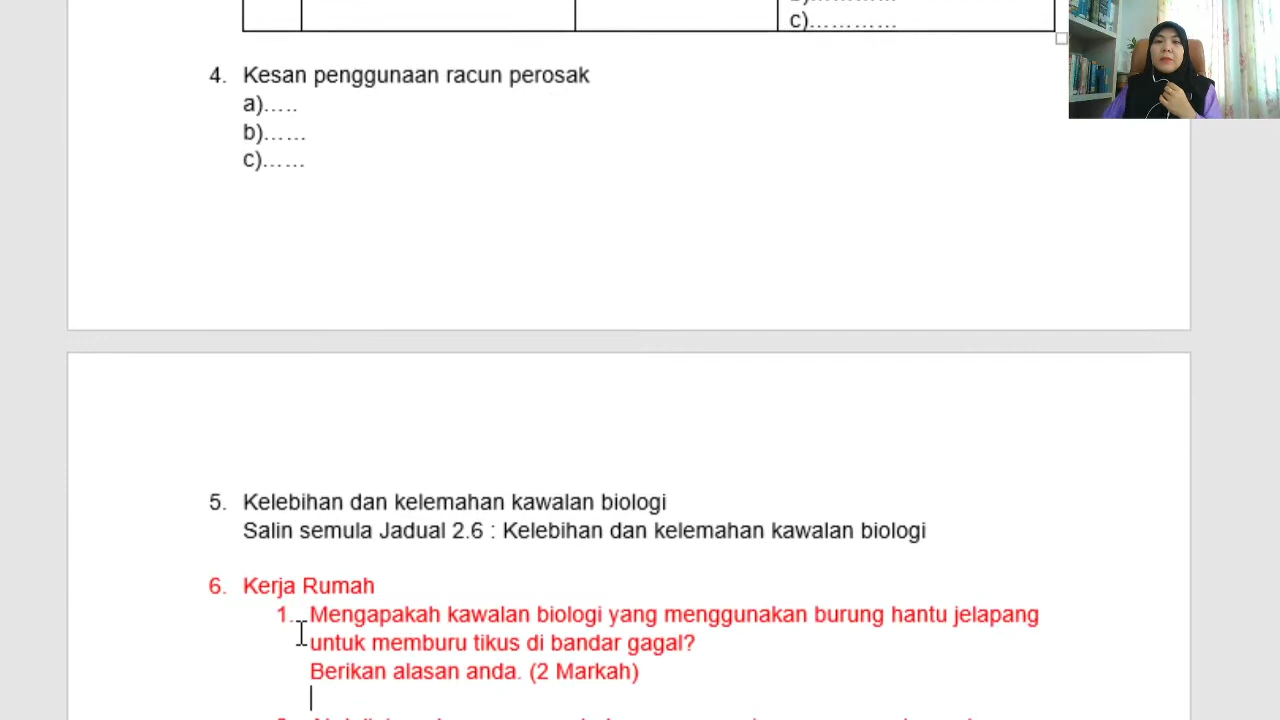 c)…………
4. Kesan penggunaan racun perosak
a)…..
b)……
c)……
5. Kelebihan dan kelemahan kawalan biologi
Salin semula Jadual 2.6 : Kelebihan dan kelemahan kawalan biologi
6. Kerja Rumah
1. Mengapakah kawalan biologi yang menggunakan burung hantu jelapang
untuk memburu tikus di bandar gagal?
Berikan alasan anda. (2 Markah)